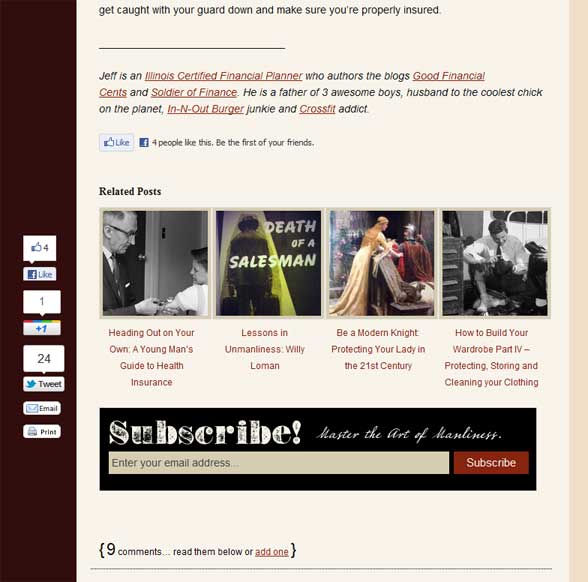 get caught with your guard down and make sure you're properly insured.
Jeff is an Illinois Certified Financial Planner who authors the blogs Good Financial
Cents and Soldier of Finance. He is a father of 3 awesome boys, husband to the coolest chick
on the planet, In-N-Out Burger junkie and Crossfit addict.
Like 4 people like this. Be the first of your friends.
Related Posts
4
Like
1
+1
24
Tweet
Email
Print
DEATH
OF A
SALESMAN
Heading Out on Your
Own: A Young Man's
Guide to Health
Insurance
Lessons in
Unmanliness: Willy
Loman
Be a Modern Knight:
Protecting Your Lady in
the 21st Century
How to Build Your
Wardrobe Part IV –
Protecting, Storing and
Cleaning your Clothing
Subscribe! Master the Art of Manliness.
Enter your email address... Subscribe
{ 9 comments… read them below or add one }